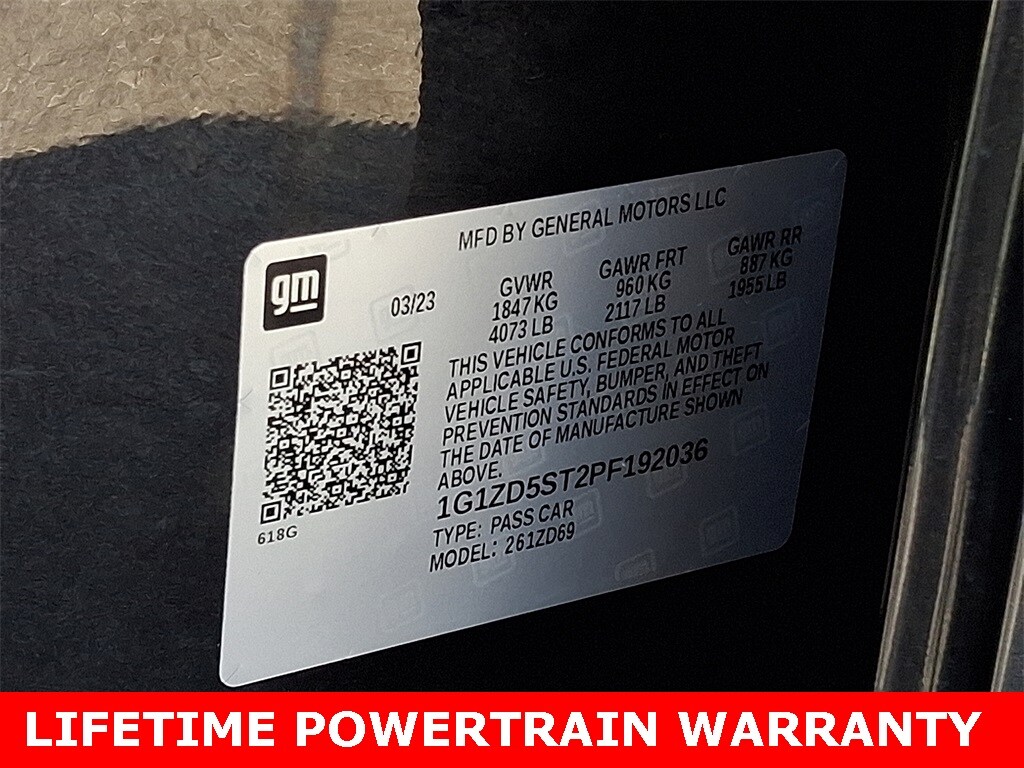 MFD BY GENERAL MOTORS LLC
gm
03/23
GVWR GAWR FRT GAWR RR
1847 KG 960 KG 887 KG
4073 LB 2117 LB 1955 LB
THIS VEHICLE CONFORMS TO ALL
APPLICABLE U.S. FEDERAL MOTOR
VEHICLE SAFETY, BUMPER, AND THEFT
PREVENTION STANDARDS IN EFFECT ON
THE DATE OF MANUFACTURE SHOWN
ABOVE.
1G1ZD5ST2PF192036
618G
TYPE: PASS CAR
MODEL: 261ZD69
LIFETIME POWERTRAIN WARRANTY